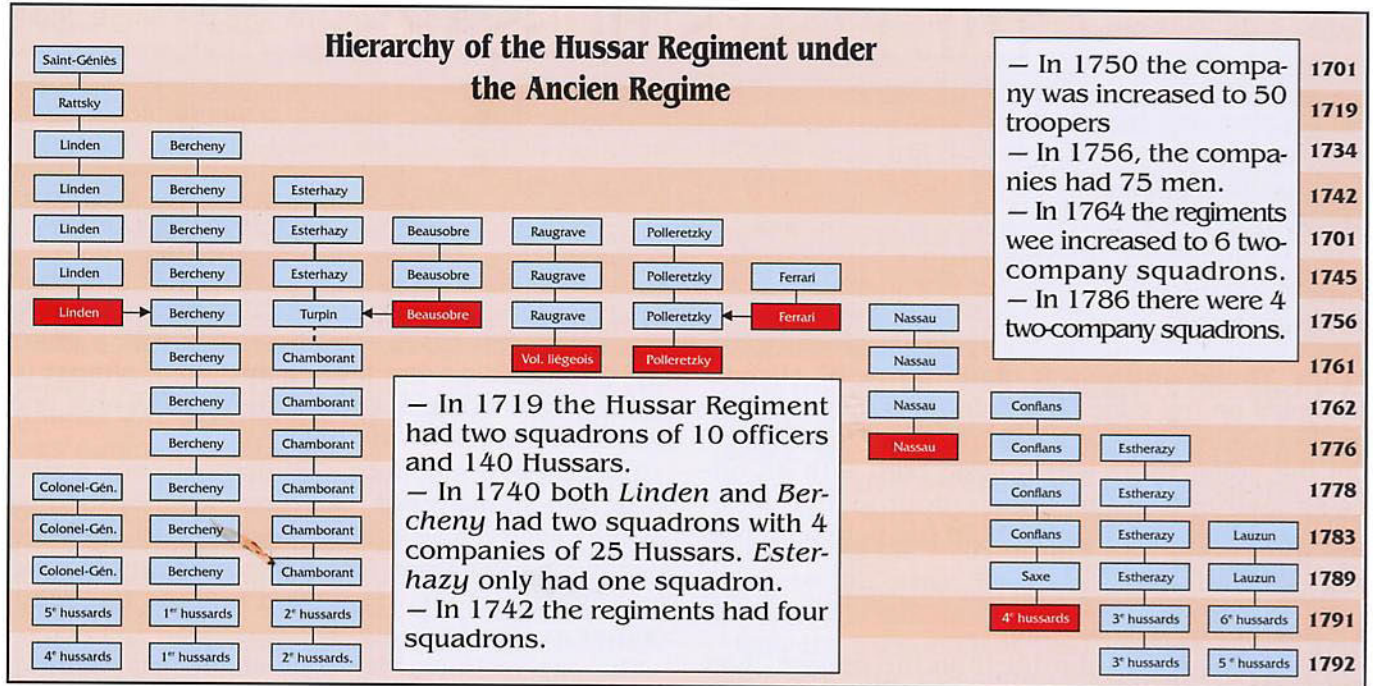 Hierarchy of the Hussar Regiment under
the Ancien Regime
— In 1750 the compa-
ny was increased to 50
troopers
— In 1756, the compa-
nies had 75 men.
— In 1764 the regiments
wee increased to 6 two-
company squadrons.
— In 1786 there were 4
two-company squadrons.
Saint-Géniès 1701
Rattsky 1719
Linden Bercheny 1734
Linden Bercheny Esterhazy 1742
Linden Bercheny Esterhazy Beausobre Raugrave Polleretzky 1701
Linden Bercheny Esterhazy Beausobre Raugrave Polleretzky Ferrari 1745
Linden Bercheny Turpin Beausobre Raugrave Polleretzky Ferrari Nassau 1756
Bercheny Chamborant Vol. liégeois Polleretzky Nassau 1761
Bercheny Chamborant Nassau Conflans 1762
Bercheny Chamborant Nassau Conflans Estherazy 1776
Colonel-Gén. Bercheny Chamborant Conflans Estherazy 1778
Colonel-Gén. Bercheny Chamborant Conflans Estherazy Lauzun 1783
Colonel-Gén. Bercheny Chamborant Saxe Estherazy Lauzun 1789
5e hussards 1er hussards 2e hussards 4e hussards 3e hussards 6e hussards 1791
4e hussards 1er hussards 2e hussards. 3e hussards 5e hussards 1792
— In 1719 the Hussar Regiment
had two squadrons of 10 officers
and 140 Hussars.
— In 1740 both Linden and Ber-
cheny had two squadrons with 4
companies of 25 Hussars. Ester-
hazy only had one squadron.
— In 1742 the regiments had four
squadrons.